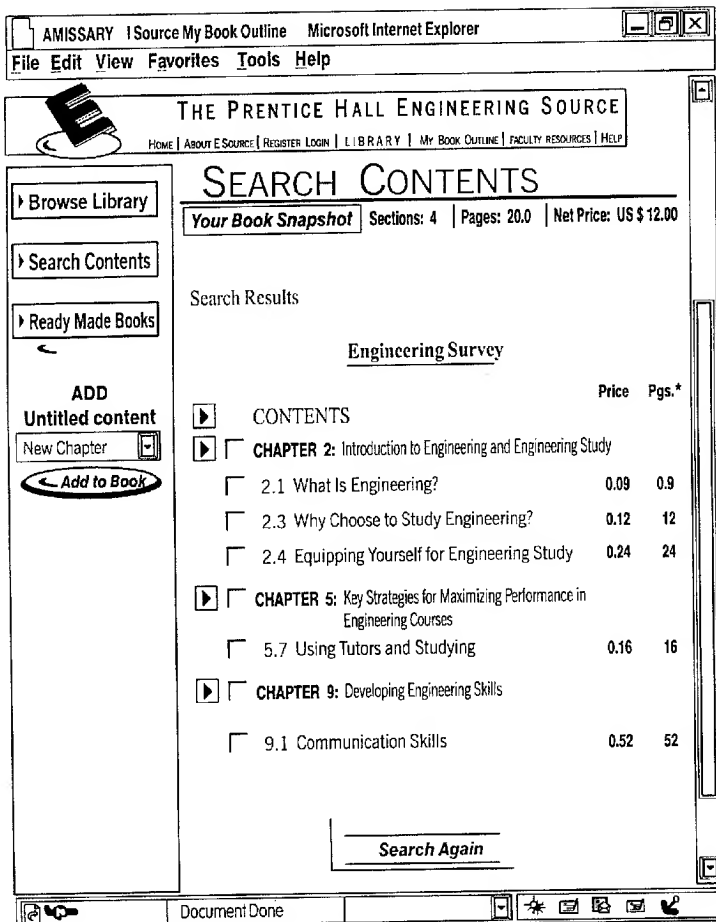 AMISSARY I Source My Book Outline Microsoft Internet Explorer
File Edit View Favorites Tools Help
E
THE PRENTICE HALL ENGINEERING SOURCE
HOME | ABOUT E SOURCE | REGISTER LOGIN | LIBRARY | MY BOOK OUTLINE | FACULTY RESOURCES | HELP
Browse Library
Search Contents
Ready Made Books
ADD
Untitled content
New Chapter
Add to Book
SEARCH CONTENTS
Your Book Snapshot Sections: 4 | Pages: 20.0 | Net Price: US $ 12.00
Search Results
Engineering Survey
Price Pgs.*
CONTENTS
CHAPTER 2: Introduction to Engineering and Engineering Study
2.1 What Is Engineering? 0.09 0.9
2.3 Why Choose to Study Engineering? 0.12 12
2.4 Equipping Yourself for Engineering Study 0.24 24
CHAPTER 5: Key Strategies for Maximizing Performance in
Engineering Courses
5.7 Using Tutors and Studying 0.16 16
CHAPTER 9: Developing Engineering Skills
9.1 Communication Skills 0.52 52
Search Again
Document Done